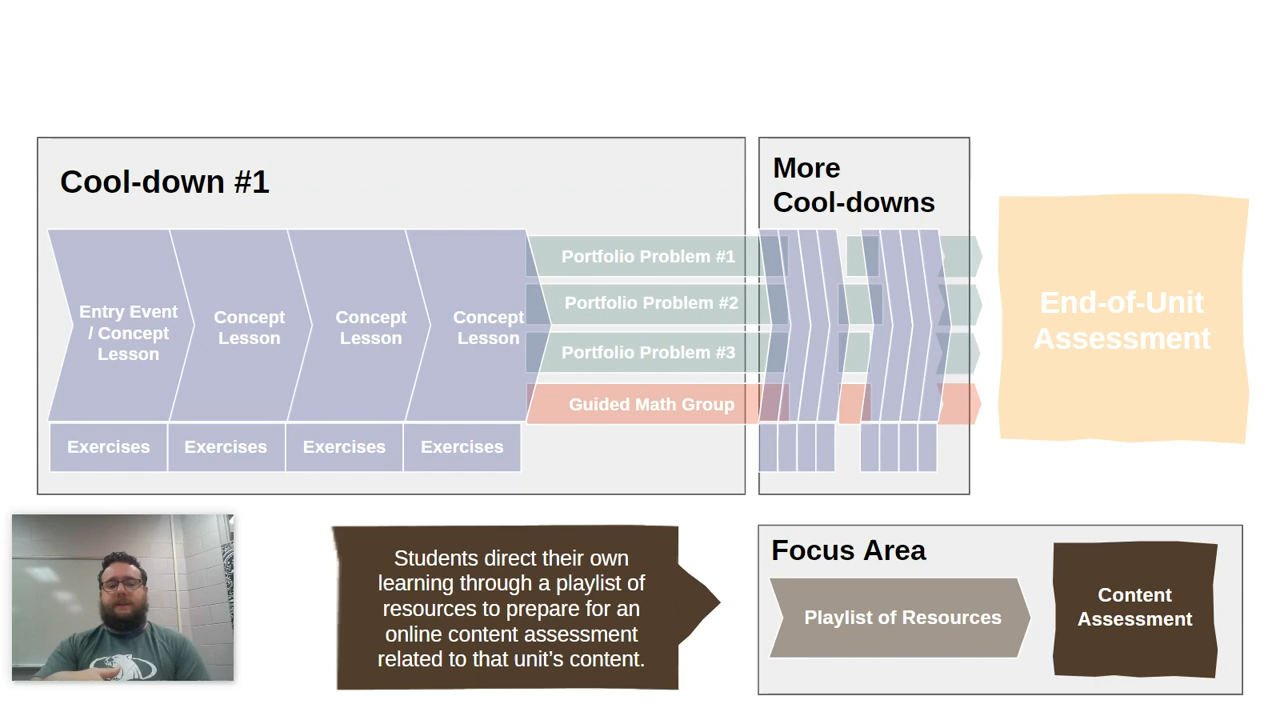 Cool-down #1
More
Cool-downs
Entry Event
/ Concept
Lesson
Concept
Lesson
Concept
Lesson
Concept
Lesson
Portfolio Problem #1
Portfolio Problem #2
Portfolio Problem #3
Guided Math Group
Exercises
Exercises
Exercises
Exercises
End-of-Unit
Assessment
Students direct their own
learning through a playlist of
resources to prepare for an
online content assessment
related to that unit’s content.
Focus Area
Playlist of Resources
Content
Assessment